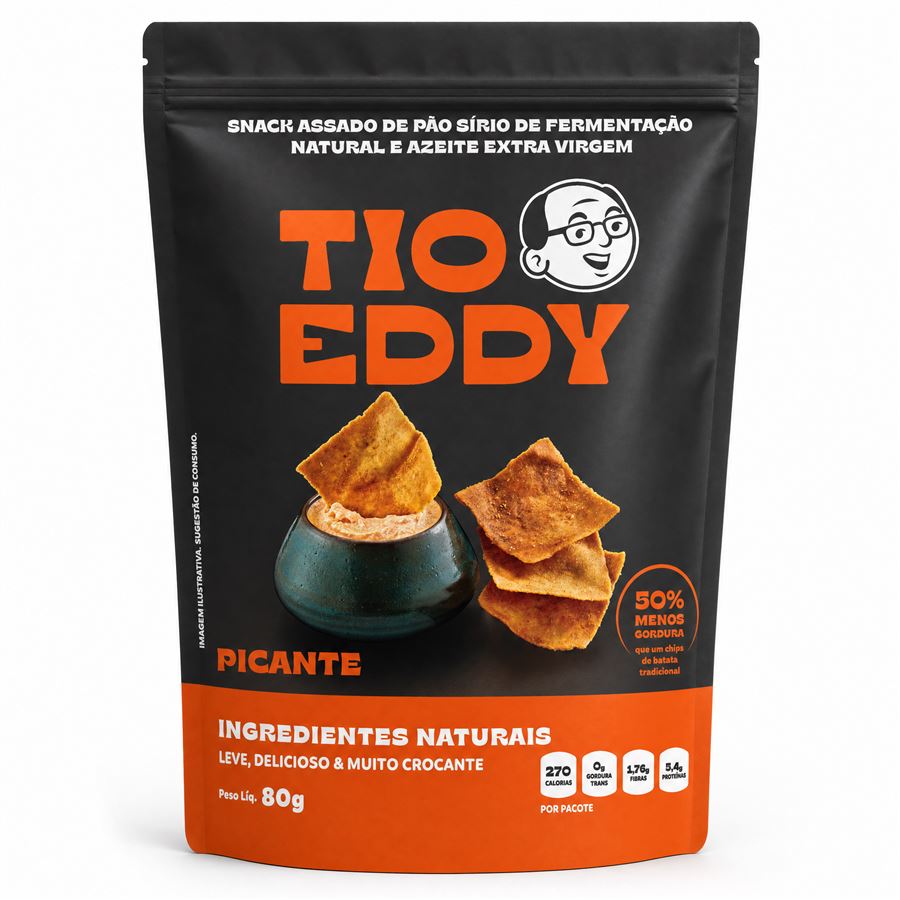 SNACK ASSADO DE PÃO SÍRIO DE FERMENTAÇÃO
NATURAL E AZEITE EXTRA VIRGEM
TIO
EDDY
IMAGEM ILUSTRATIVA. SUGESTÃO DE CONSUMO.
50%
MENOS
GORDURA
que um chips
de batata
tradicional
PICANTE
INGREDIENTES NATURAIS
LEVE, DELICIOSO & MUITO CROCANTE
Peso Líq. 80g
270
CALORIAS
0g
GORDURA
TRANS
1,76g
FIBRAS
5,4g
PROTEÍNAS
POR PACOTE